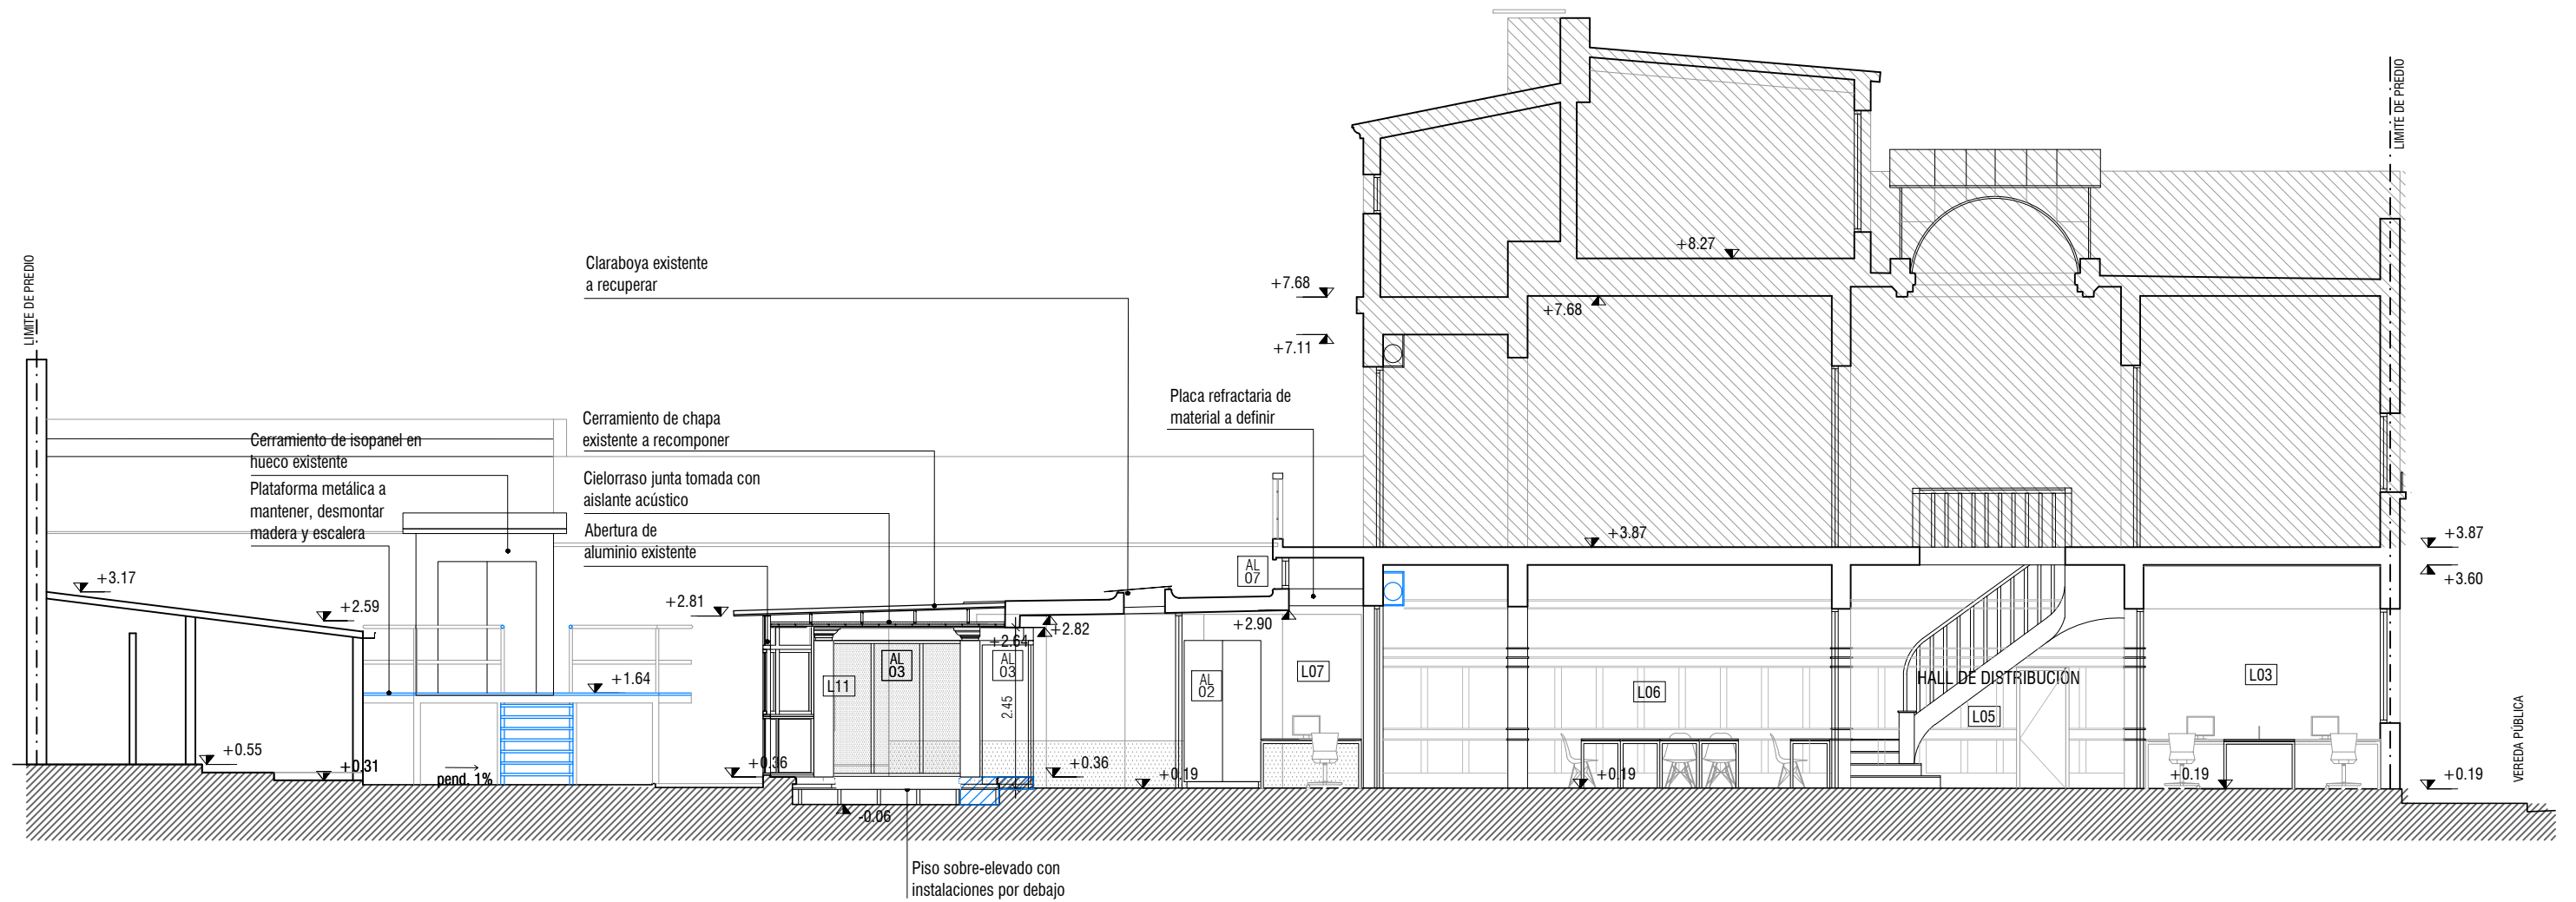 LIMITE DE PREDIO
LIMITE DE PREDIO
+8.27
Claraboya existente
a recuperar
+7.68
+7.68
+7.11
Placa refractaria de
material a definir
Cerramiento de chapa
existente a recomponer
Cerramiento de isopanel en
hueco existente
Plataforma metálica a
mantener, desmontar
madera y escalera
Cielorraso junta tomada con
aislante acústico
Abertura de
aluminio existente
+3.87
+3.87
+3.60
AL
07
+3.17
+2.59
+2.81
+2.82
+2.64
+2.90
+1.64
L11
AL
03
AL
03
2.45
AL
02
L07
L06
HALL DE DISTRIBUCIÓN
L05
L03
VEREDA PÚBLICA
+0.55
+0.31
pend. 1%
+0.36
+0.36
+0.19
+0.19
+0.19
+0.19
-0.06
Piso sobre-elevado con
instalaciones por debajo